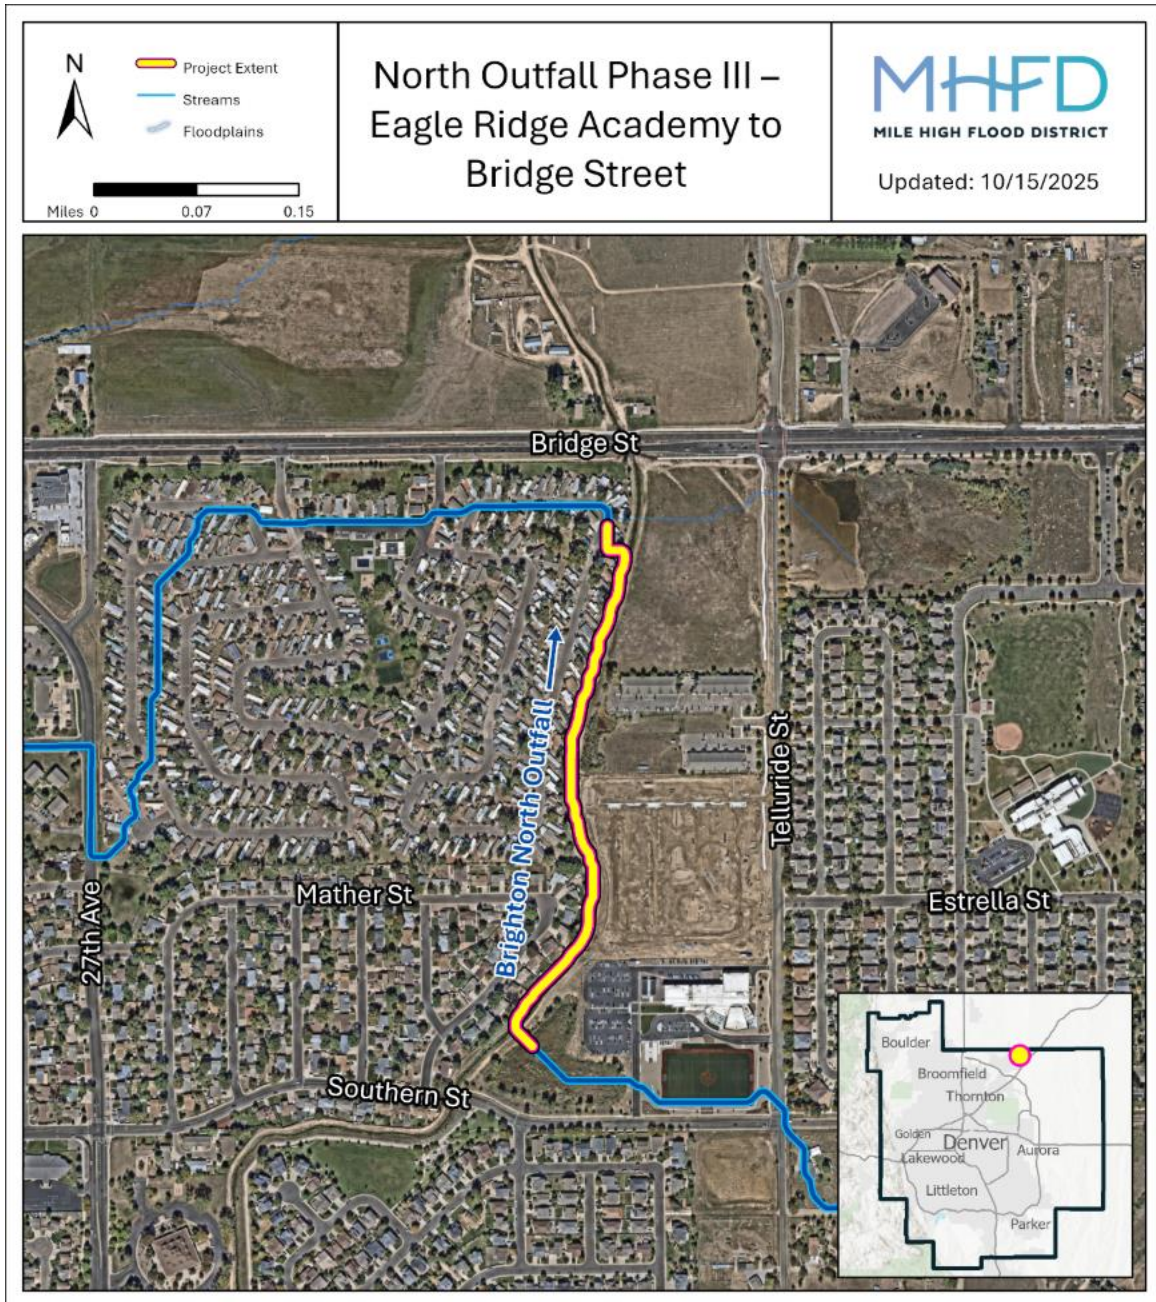 N
Project Extent
Streams
Floodplains
Miles 0 0.07 0.15
North Outfall Phase III –
Eagle Ridge Academy to
Bridge Street
MHFD
MILE HIGH FLOOD DISTRICT
Updated: 10/15/2025
Bridge St
Brighton North Outfall
Telluride St
Mather St
Estrella St
27th Ave
Southern St
Boulder
Broomfield
Thornton
Golden
Denver
Lakewood
Aurora
Littleton
Parker